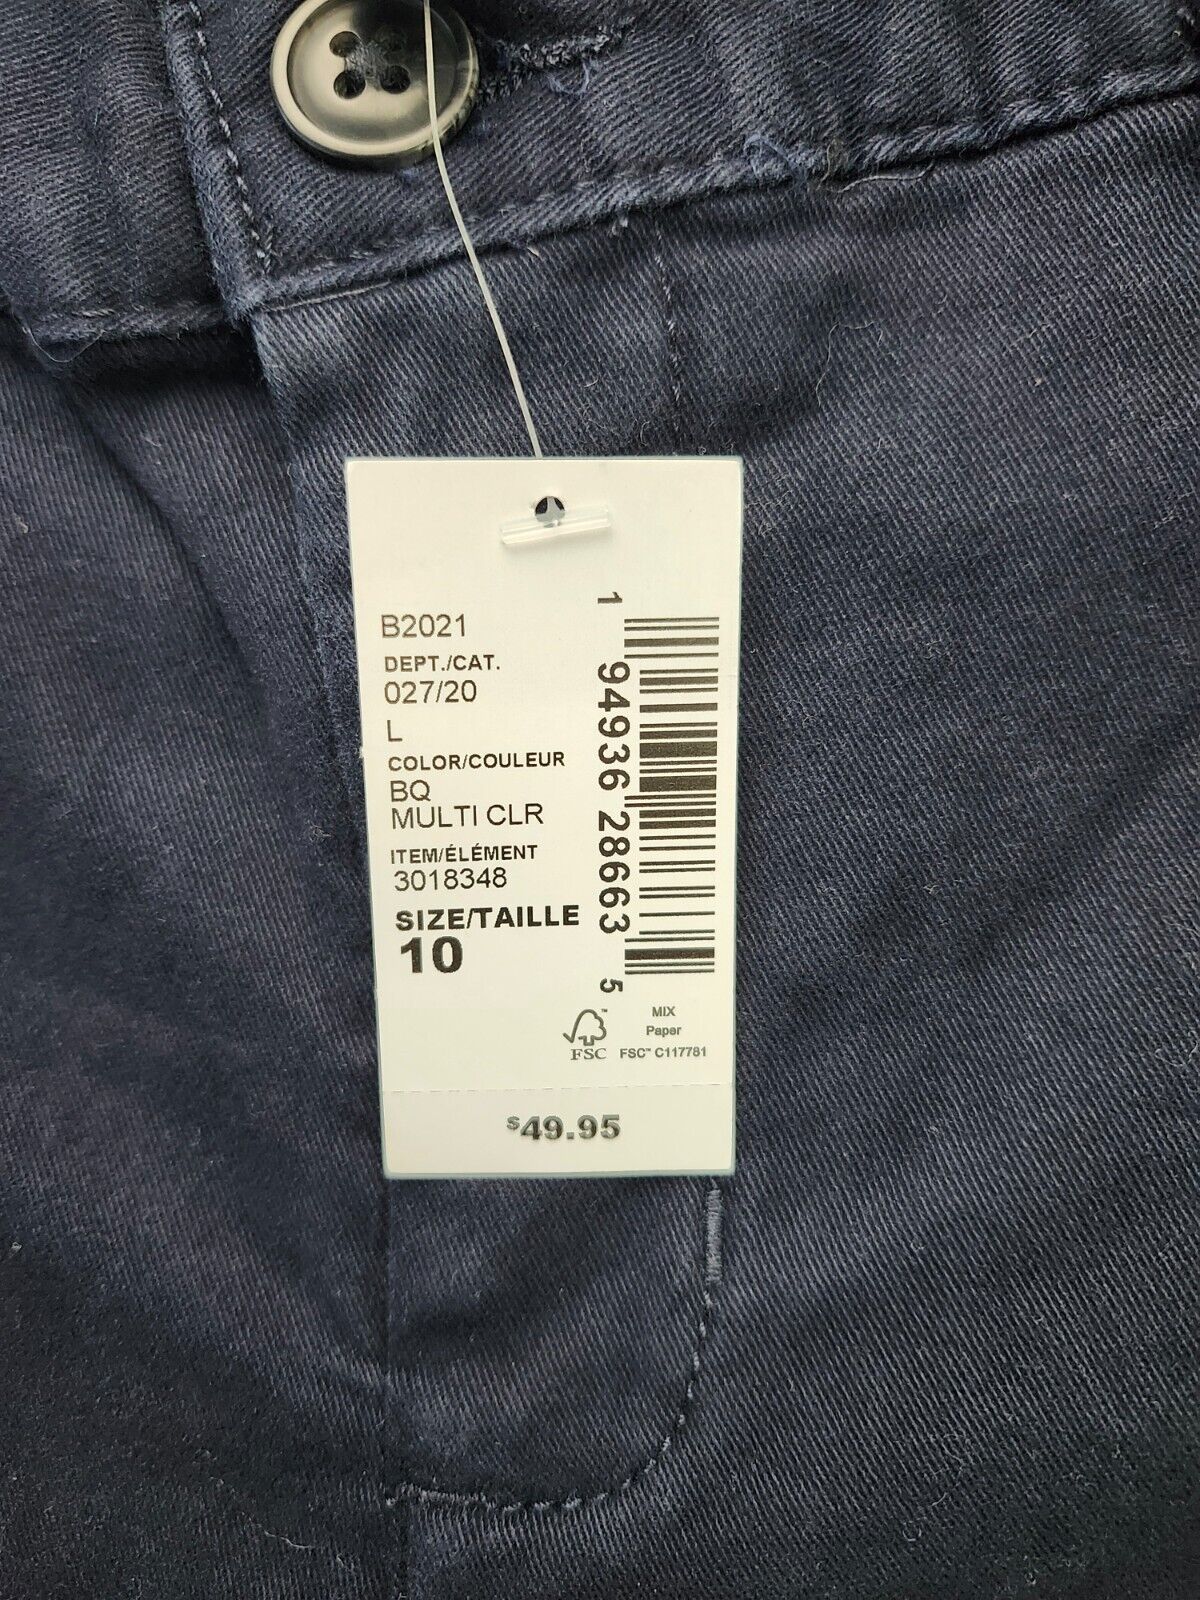 B2021
DEPT./CAT.
027/20
L
COLOR/COULEUR
BQ
MULTI CLR
ITEM/ÉLÉMENT
3018348
SIZE/TAILLE
10
1 94936 28663 5
FSC™
MIX
Paper
FSC™ C117781
$49.95